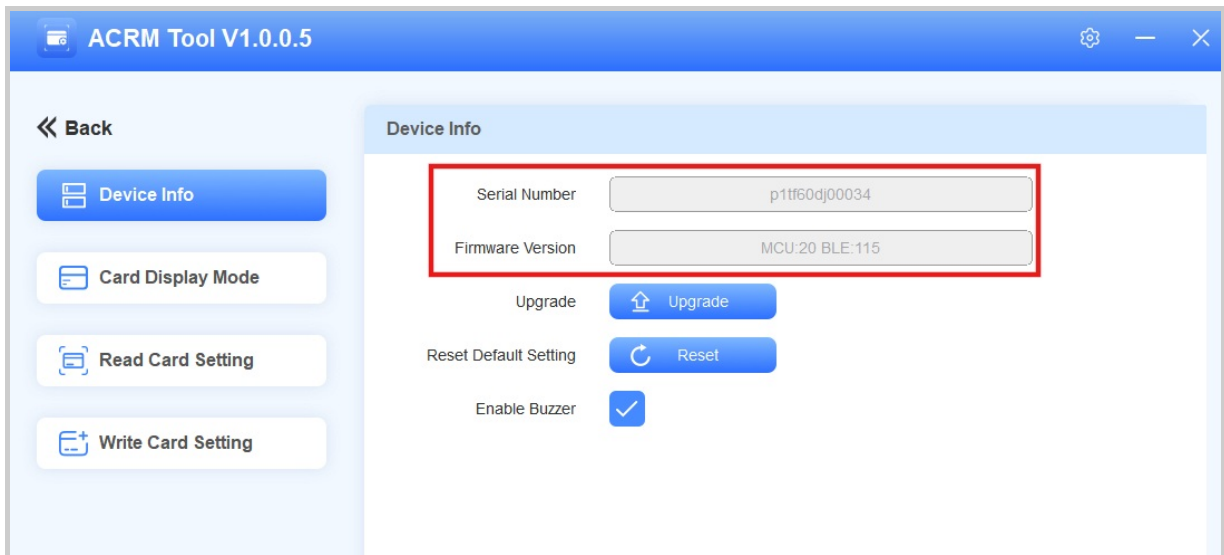 ACRM Tool V1.0.0.5
Back
Device Info
Card Display Mode
Read Card Setting
Write Card Setting
Device Info
Serial Number p1tf60dj00034
Firmware Version MCU:20 BLE:115
Upgrade Upgrade
Reset Default Setting Reset
Enable Buzzer